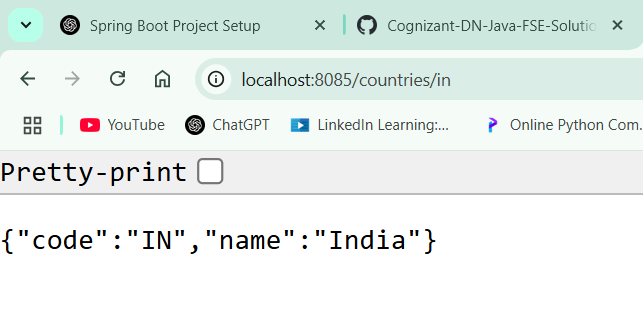 Spring Boot Project Setup
Cognizant-DN-Java-FSE-Solutio
localhost:8085/countries/in
YouTube ChatGPT LinkedIn Learning:... Online Python Com.
Pretty-print
{"code":"IN","name":"India"}